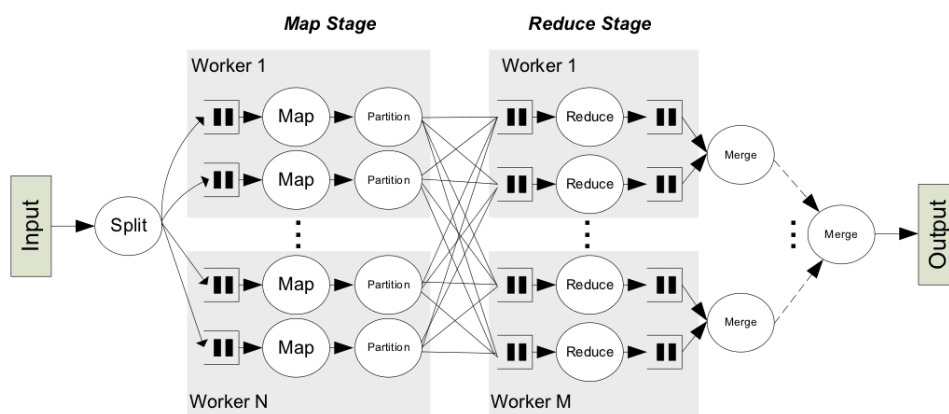 Map Stage
Reduce Stage
Worker 1
Worker 1
Map
Partition
Reduce
Map
Partition
Reduce
Merge
Input
Split
Merge
Output
Map
Partition
Reduce
Merge
Map
Partition
Reduce
Worker N
Worker M